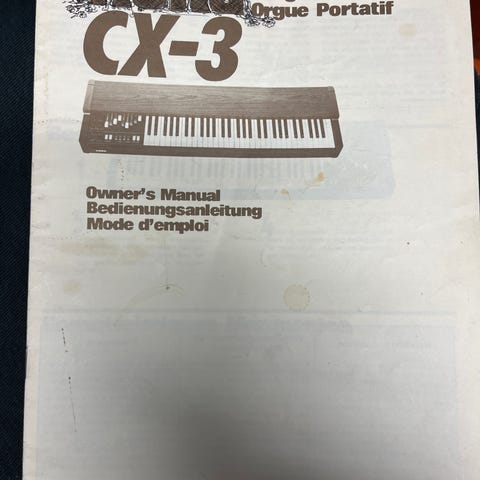 Orgue Portatif
CX-3
Owner's Manual
Bedienungsanleitung
Mode d'emploi